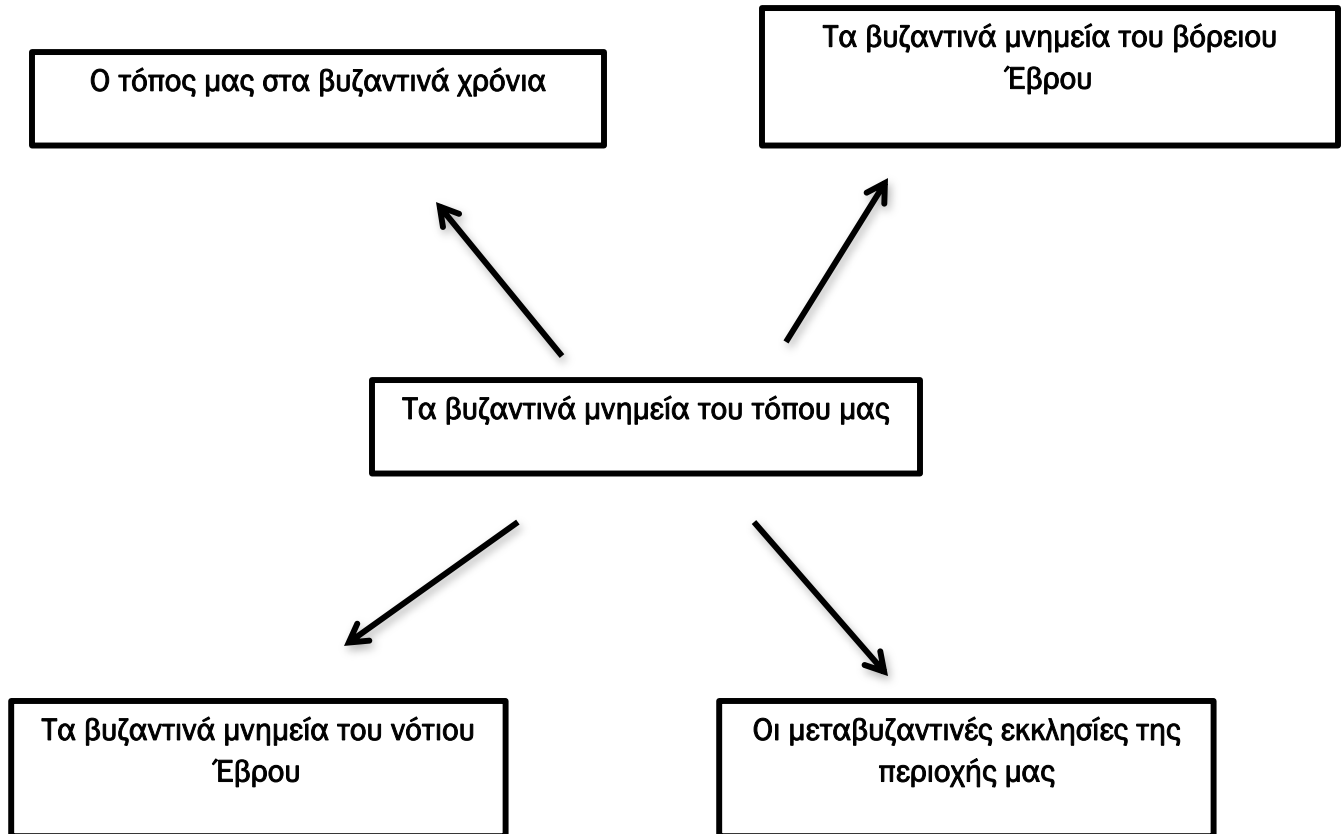 Ο τόπος μας στα βυζαντινά χρόνια
Τα βυζαντινά μνημεία του βόρειου
Έβρου
Τα βυζαντινά μνημεία του τόπου μας
Τα βυζαντινά μνημεία του νότιου
Έβρου
Οι μεταβυζαντινές εκκλησίες της
περιοχής μας